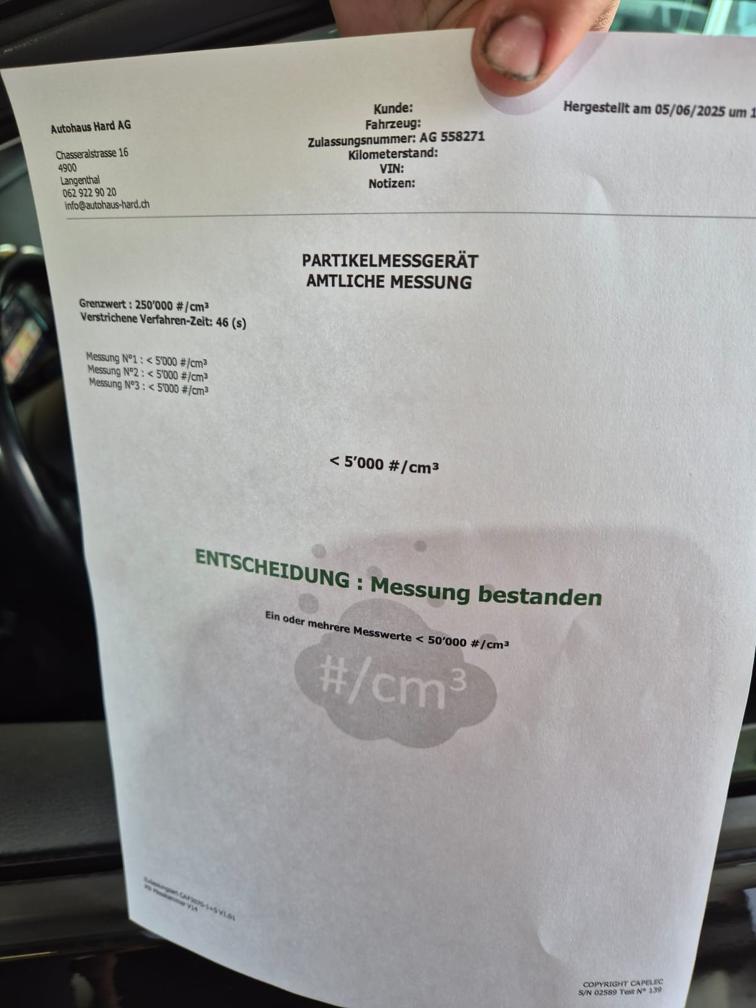 Autohaus Hard AG
Chasseralstrasse 16
4900
Langenthal
062 922 90 20
info@autohaus-hard.ch
Kunde:
Fahrzeug:
Zulassungsnummer: AG 558271
Kilometerstand:
VIN:
Notizen:
Hergestellt am 05/06/2025 um 1
PARTIKELMESSGERÄT
AMTLICHE MESSUNG
Grenzwert : 250'000 #/cm³
Verstrichene Verfahren-Zeit: 46 (s)
Messung N°1 : < 5'000 #/cm³
Messung N°2 : < 5'000 #/cm³
Messung N°3 : < 5'000 #/cm³
< 5'000 #/cm³
ENTSCHEIDUNG : Messung bestanden
Ein oder mehrere Messwerte < 50'000 #/cm³
#/cm³
V1.01
V14
COPYRIGHT CAPELEC
S/N 02589 Test N° 139